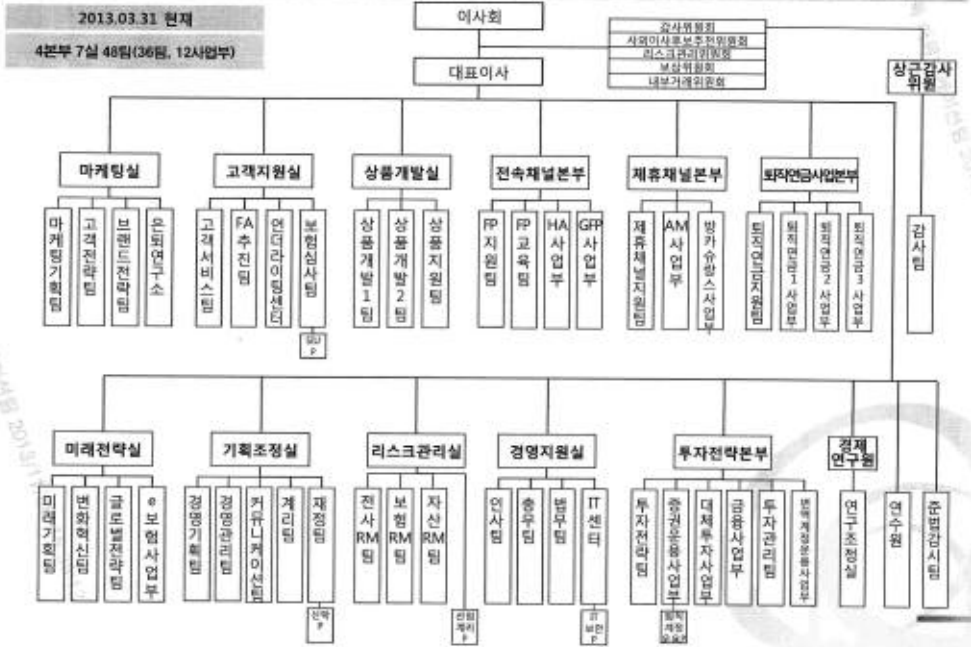 2013.03.31 현재
4본부 7실 48팀(36팀, 12사업부)
이사회
감사위원회
사외이사후보추천위원회
리스크관리위원회
보상위원회
내부거래위원회
대표이사
상근감사
위원
마케팅실
고객지원실
상품개발실
전속채널본부
제휴채널본부
퇴직연금사업본부
마케팅기획팀
고객전략팀
브랜드전략팀
은퇴연구소
고객서비스팀
FA추진팀
언더라이팅센터
보험심사팀
상품개발1팀
상품개발2팀
상품지원팀
FP지원팀
FP교육팀
HA사업부
GFP사업부
제휴채널지원팀
AM사업부
방카슈랑스사업부
퇴직연금지원팀
퇴직연금1사업부
퇴직연금2사업부
퇴직연금3사업부
감사팀
미래전략실
기획조정실
리스크관리실
경영지원실
투자전략본부
경제
연구원
미래기획팀
변화혁신팀
글로벌전략팀
e보험사업부
경영기획팀
경영관리팀
커뮤니케이션팀
계리팀
재정팀
전사RM팀
보험RM팀
자산RM팀
인사팀
총무팀
법무팀
IT센터
투자전략팀
증권운용사업부
대체투자사업부
금융사업부
투자관리팀
변액계정운용사업부
연구조정실
연수원
준법감시팀
선임
계리
P
IT
보안
P